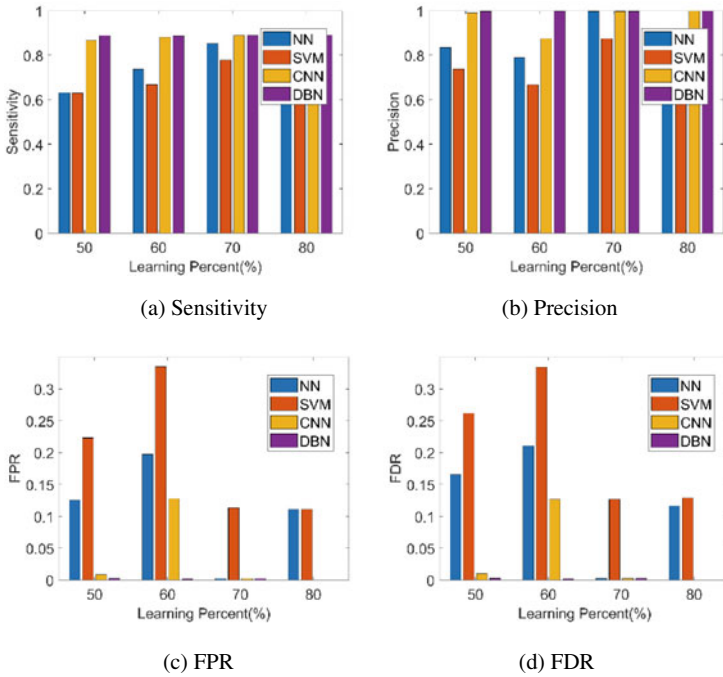 1
0.8
0.6
0.4
0.2
0
Sensitivity
NN
SVM
CNN
DBN
50 60 70 80
Learning Percent(%)
(a) Sensitivity
1
0.8
0.6
0.4
0.2
0
Precision
NN
SVM
CNN
DBN
50 60 70 80
Learning Percent(%)
(b) Precision
0.3
0.25
0.2
0.15
0.1
0.05
0
FPR
NN
SVM
CNN
DBN
50 60 70 80
Learning Percent(%)
(c) FPR
0.3
0.25
0.2
0.15
0.1
0.05
0
FDR
NN
SVM
CNN
DBN
50 60 70 80
Learning Percent(%)
(d) FDR